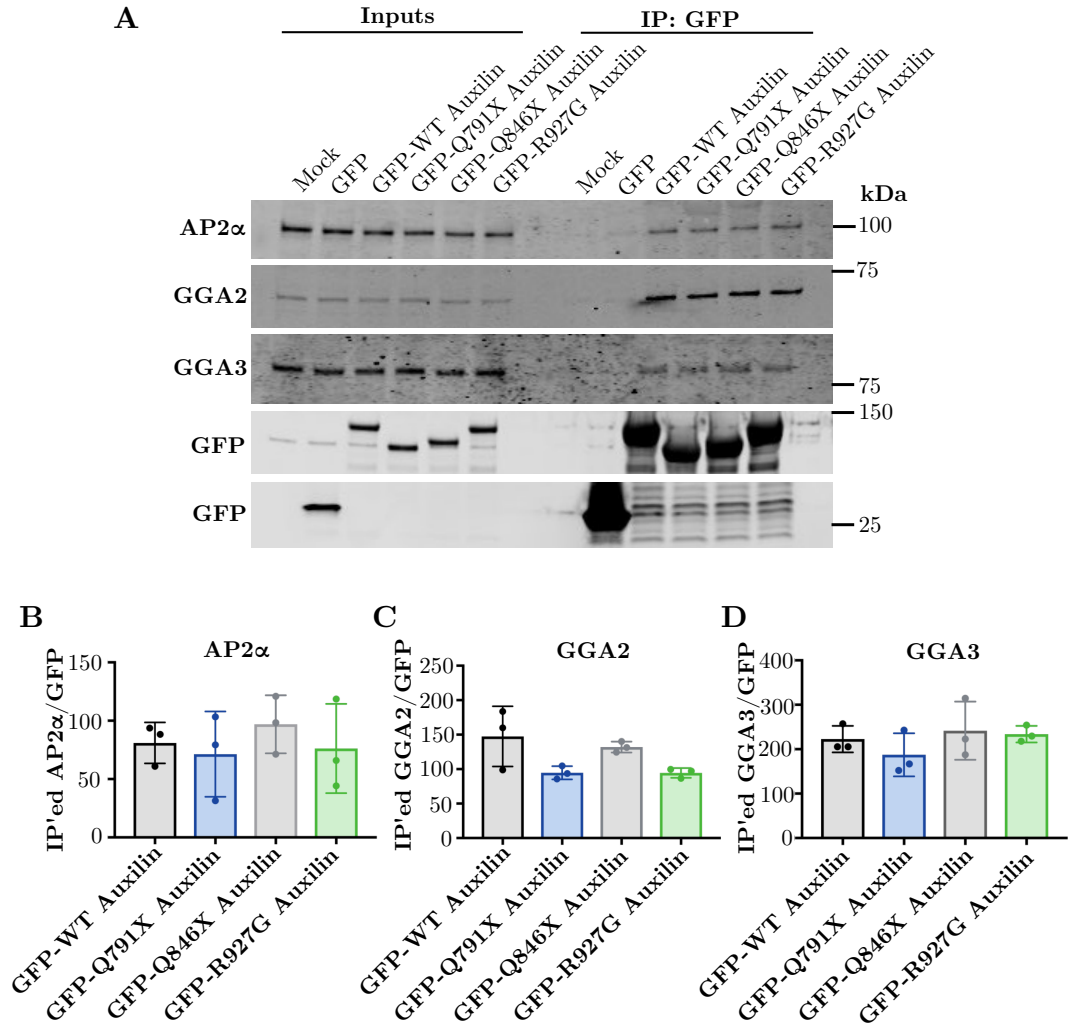 A
Inputs
IP: GFP
Mock
GFP
GFP-WT Auxilin
GFP-Q791X Auxilin
GFP-Q846X Auxilin
GFP-R927G Auxilin
Mock
GFP
GFP-WT Auxilin
GFP-Q791X Auxilin
GFP-Q846X Auxilin
GFP-R927G Auxilin
kDa
AP2α
100
GGA2
75
GGA3
75
GFP
150
GFP
25
B
AP2α
IP'ed AP2α/GFP
150
100
50
0
GFP-WT Auxilin
GFP-Q791X Auxilin
GFP-Q846X Auxilin
GFP-R927G Auxilin
C
GGA2
IP'ed GGA2/GFP
250
200
150
100
50
0
GFP-WT Auxilin
GFP-Q791X Auxilin
GFP-Q846X Auxilin
GFP-R927G Auxilin
D
GGA3
IP'ed GGA3/GFP
400
300
200
100
0
GFP-WT Auxilin
GFP-Q791X Auxilin
GFP-Q846X Auxilin
GFP-R927G Auxilin